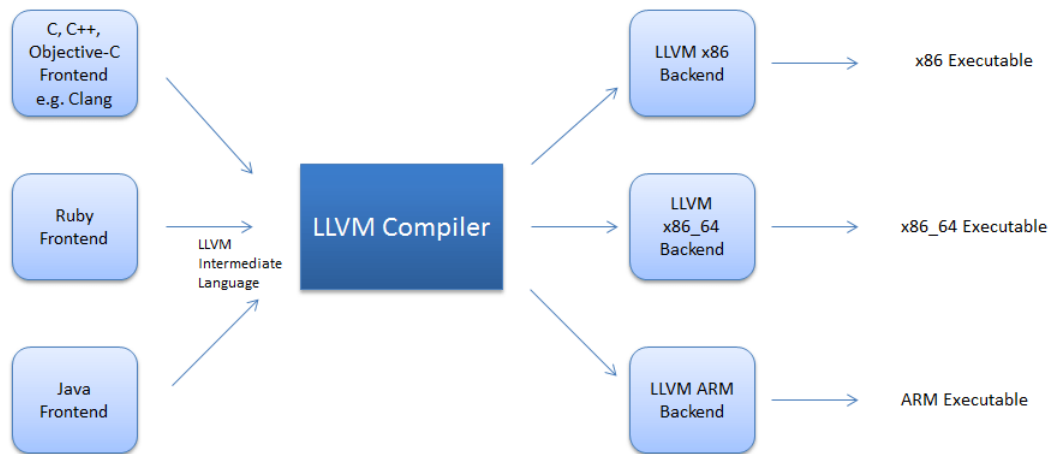 C, C++,
Objective-C
Frontend
e.g. Clang
Ruby
Frontend
Java
Frontend
LLVM
Intermediate
Language
LLVM Compiler
LLVM x86
Backend
LLVM
x86_64
Backend
LLVM ARM
Backend
x86 Executable
x86_64 Executable
ARM Executable